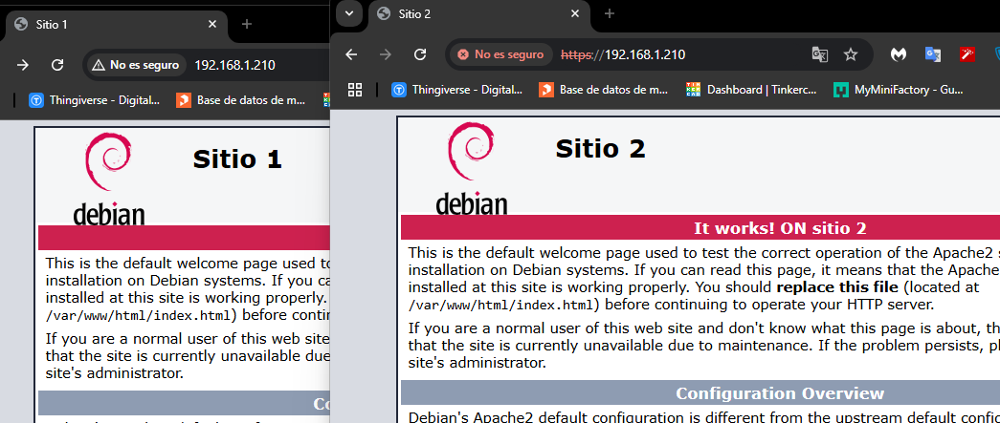 Sitio 1
No es seguro 192.168.1.210
Thingiverse - Digital...
Base de datos de m...
Sitio 1
debian
This is the default welcome page used to
installation on Debian systems. If you ca
installed at this site is working properly.
/var/www/html/index.html) before contin
If you are a normal user of this web site
that the site is currently unavailable due
site's administrator.
Co
Sitio 2
No es seguro https://192.168.1.210
Thingiverse - Digital...
Base de datos de m...
Dashboard | Tinkerc...
MyMiniFactory - Gu...
Sitio 2
debian
It works! ON sitio 2
This is the default welcome page used to test the correct operation of the Apache2 s
installation on Debian systems. If you can read this page, it means that the Apache
installed at this site is working properly. You should replace this file (located at
/var/www/html/index.html) before continuing to operate your HTTP server.
If you are a normal user of this web site and don't know what this page is about, th
that the site is currently unavailable due to maintenance. If the problem persists, pl
site's administrator.
Configuration Overview
Debian's Apache2 default configuration is different from the upstream default config